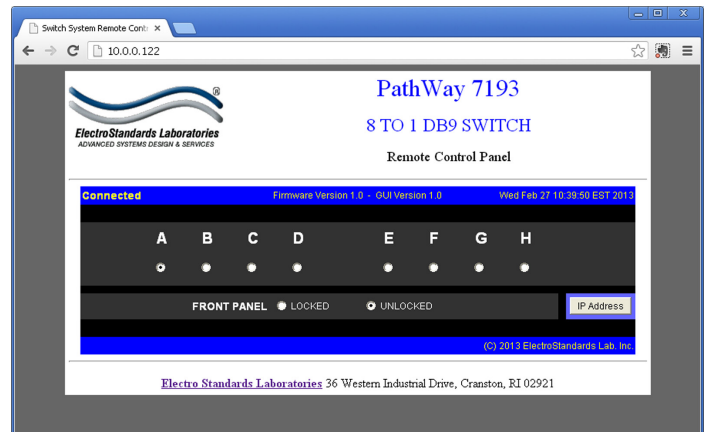 Switch System Remote Cont
10.0.0.122
®
ElectroStandards Laboratories
ADVANCED SYSTEMS DESIGN & SERVICES
PathWay 7193
8 TO 1 DB9 SWITCH
Remote Control Panel
Connected Firmware Version 1.0 - GUI Version 1.0 Wed Feb 27 10:39:50 EST 2013
A B C D E F G H
FRONT PANEL LOCKED UNLOCKED IP Address
(C) 2013 ElectroStandards Lab. Inc.
Electro Standards Laboratories 36 Western Industrial Drive, Cranston, RI 02921